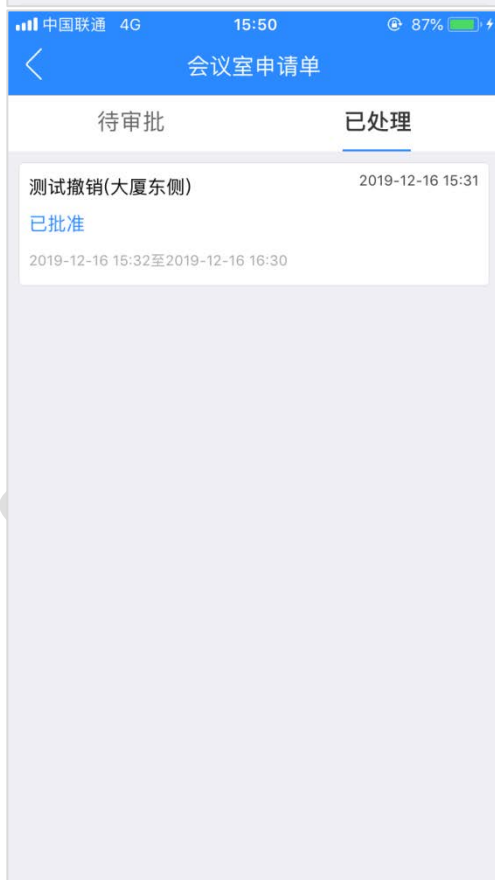 中国联通 4G 15:50 87%
会议室申请单
待审批 已处理
测试撤销(大厦东侧) 2019-12-16 15:31
已批准
2019-12-16 15:32至2019-12-16 16:30